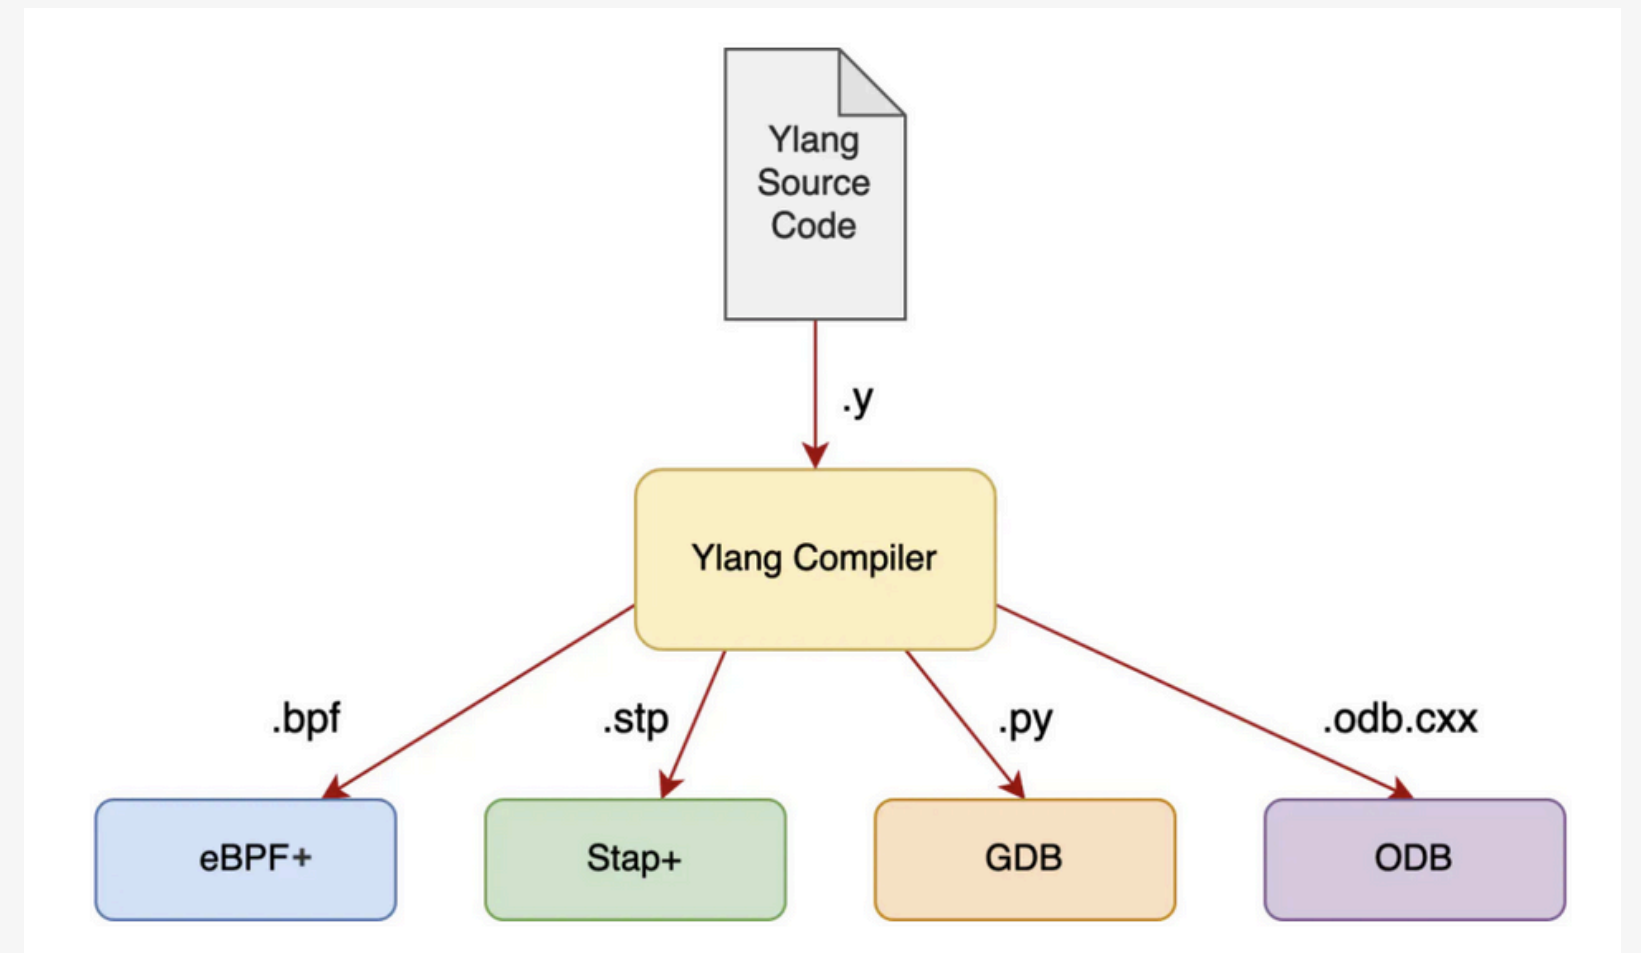 Ylang
Source
Code
.y
Ylang Compiler
.bpf
.stp
.py
.odb.cxx
eBPF+
Stap+
GDB
ODB